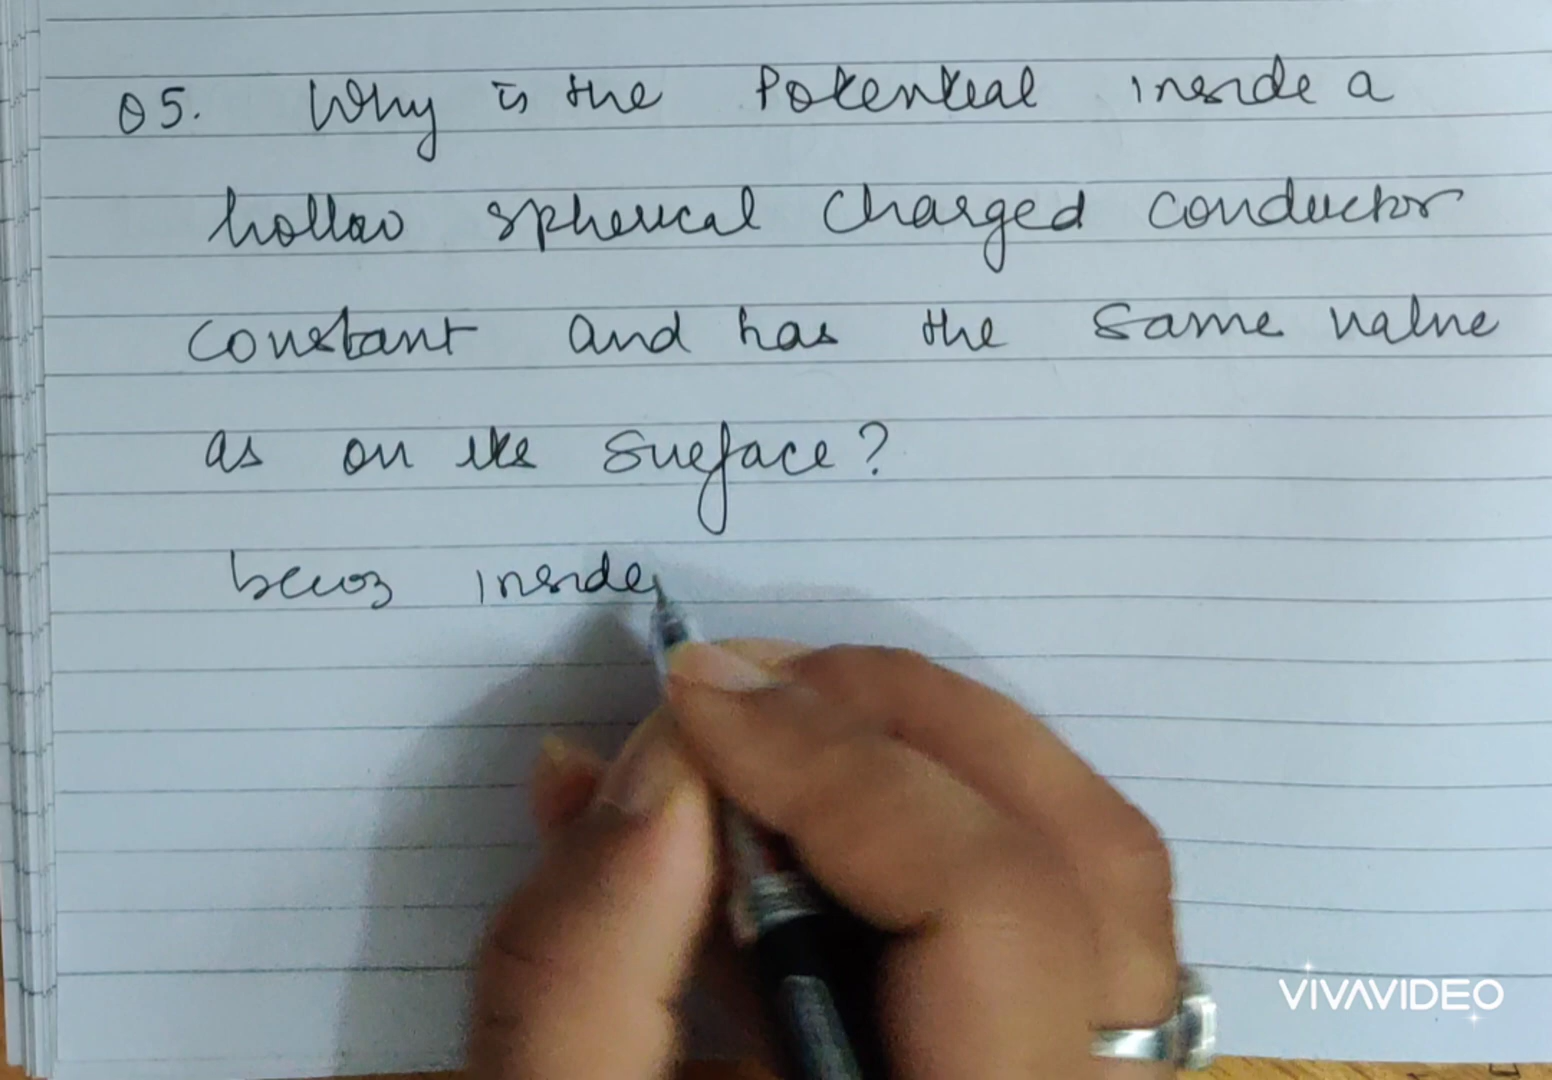 Q5. Why is the Potential inside a
hollow spherical charged conductor
constant and has the same value
as on its surface?
becoz inside
VIVAVIDEO